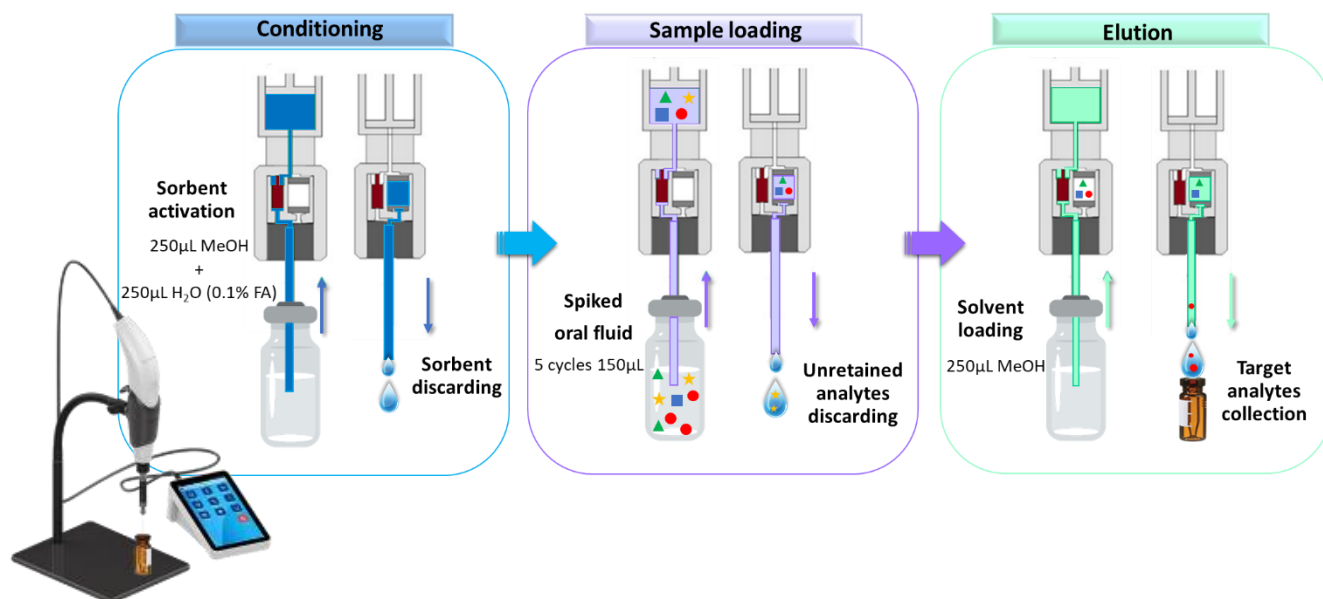 Conditioning
Sorbent
activation
250µL MeOH
+
250µL H₂O (0.1% FA)
Sorbent
discarding
Sample loading
Spiked
oral fluid
5 cycles 150µL
Unretained
analytes
discarding
Elution
Solvent
loading
250µL MeOH
Target
analytes
collection